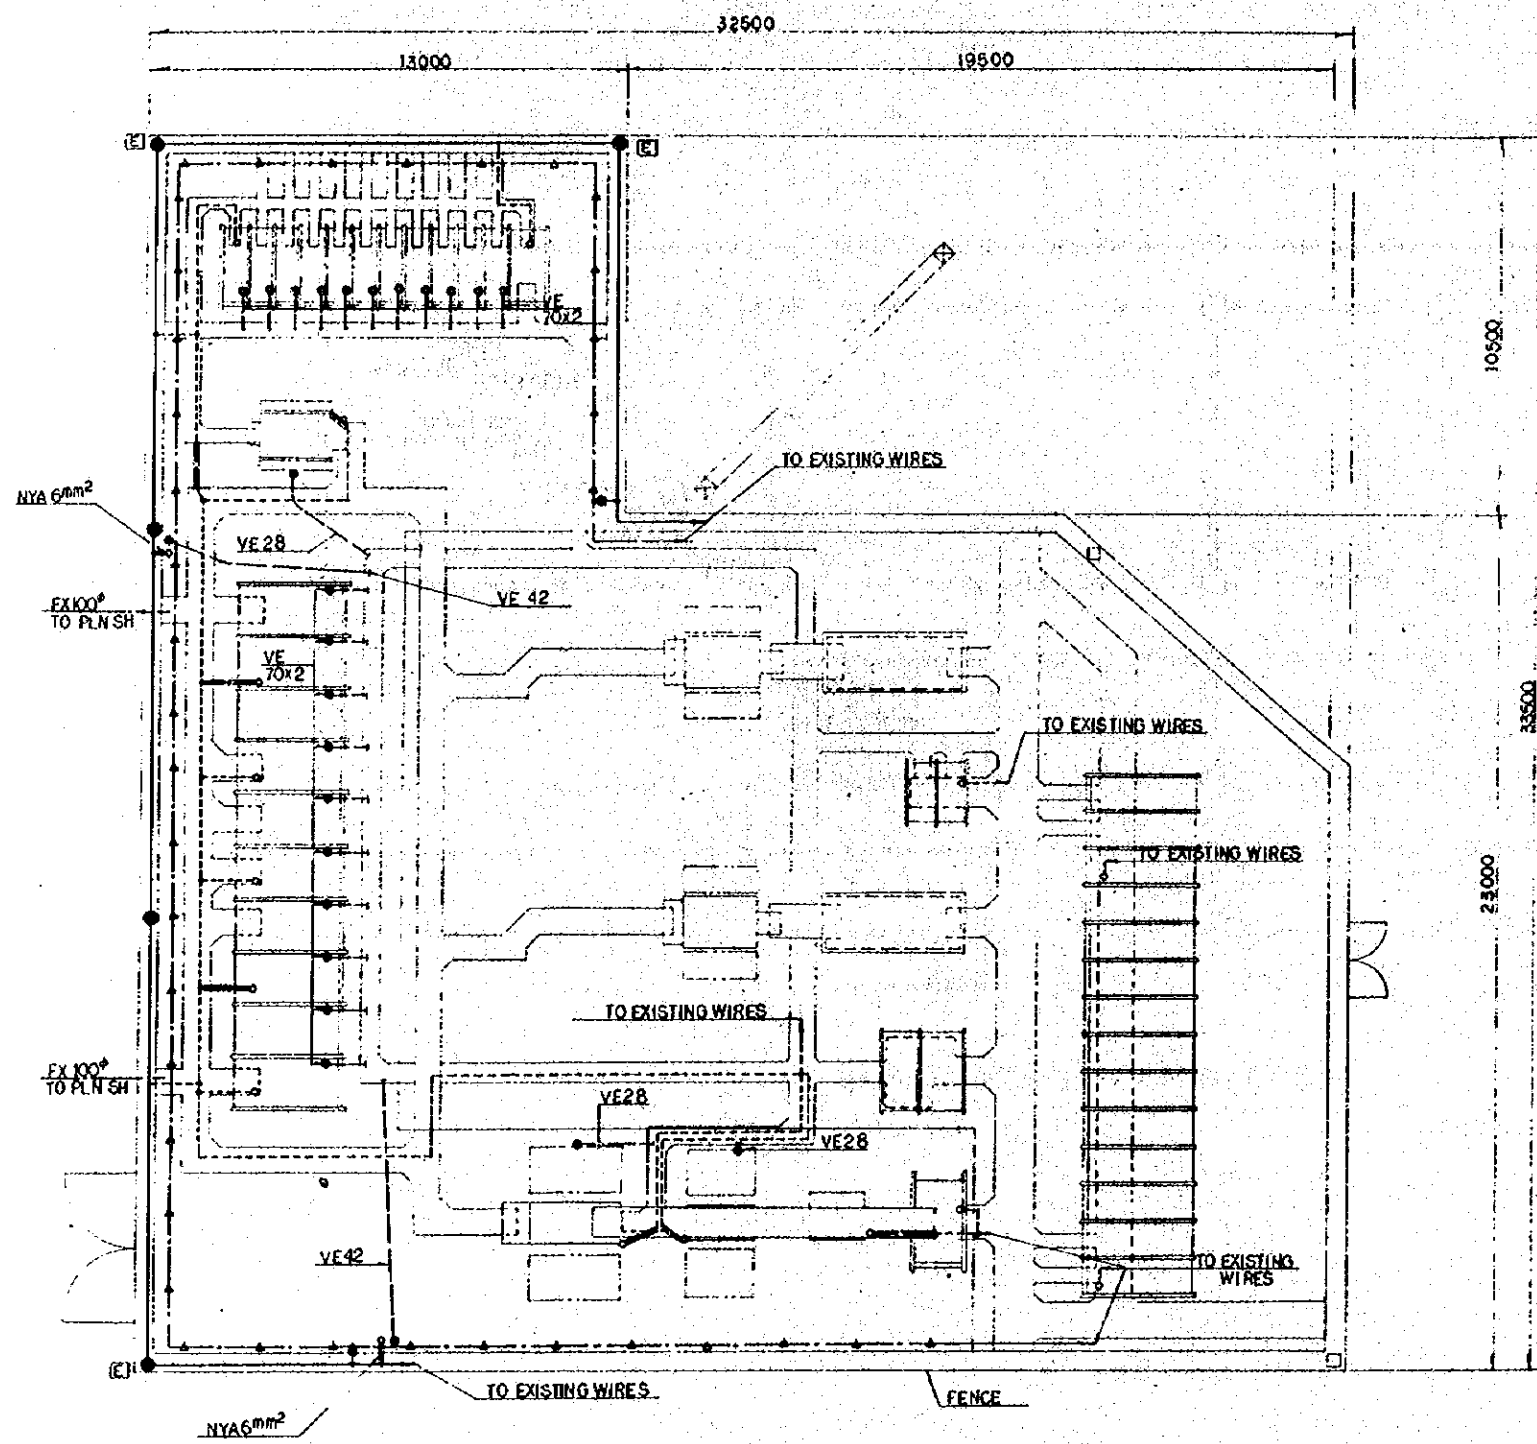 32500
13000
19500
[E]
[E]
VE
70x2
10500
TO EXISTING WIRES
NYA 6mm²
VE 28
VE 42
FX100ᶲ
TO PLN SH
VE
70x2
33500
TO EXISTING WIRES
TO EXISTING WIRES
23000
TO EXISTING WIRES
FX 100ᶲ
TO PLN SH
VE28
VE28
VE42
TO EXISTING
WIRES
[E]
TO EXISTING WIRES
FENCE
NYA6mm²